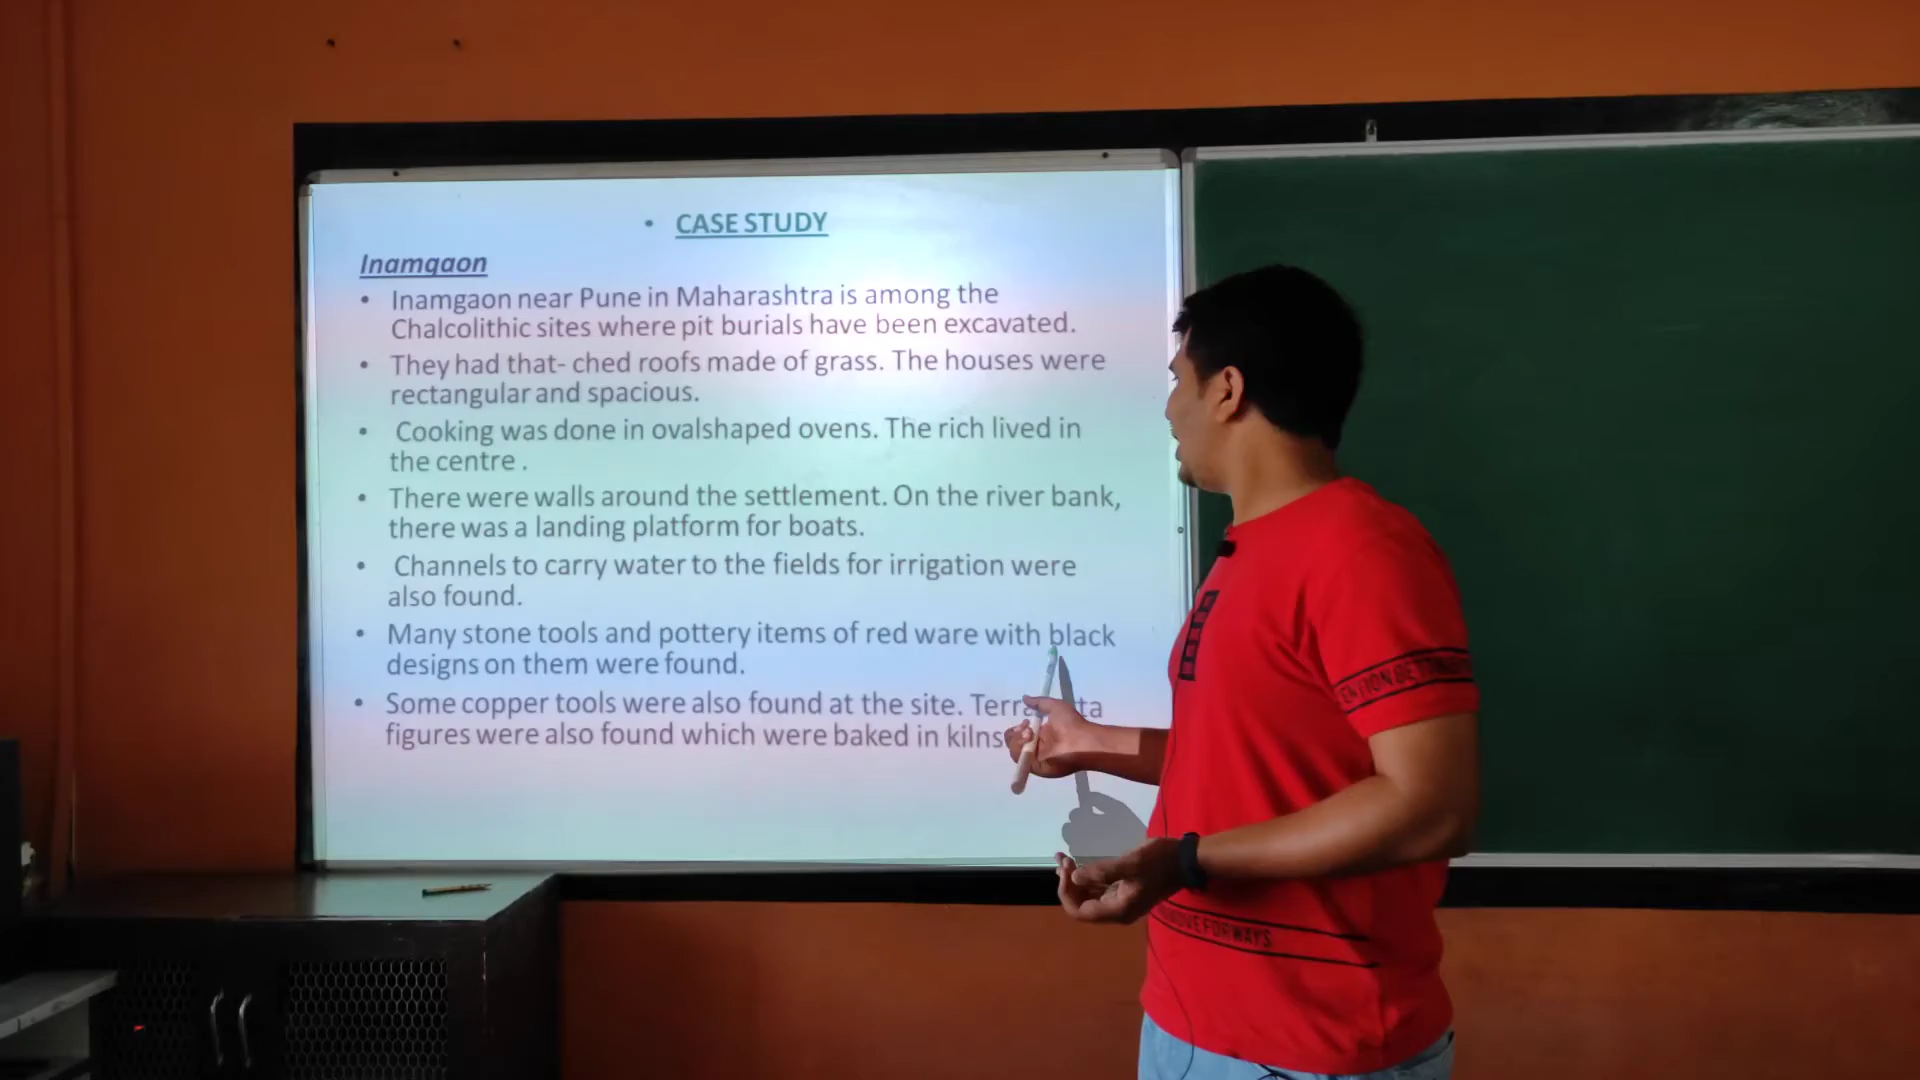 • CASE STUDY
Inamgaon
• Inamgaon near Pune in Maharashtra is among the
Chalcolithic sites where pit burials have been excavated.
• They had that- ched roofs made of grass. The houses were
rectangular and spacious.
• Cooking was done in ovalshaped ovens. The rich lived in
the centre .
• There were walls around the settlement. On the river bank,
there was a landing platform for boats.
• Channels to carry water to the fields for irrigation were
also found.
• Many stone tools and pottery items of red ware with black
designs on them were found.
• Some copper tools were also found at the site.
figures were also found which were baked in kilns